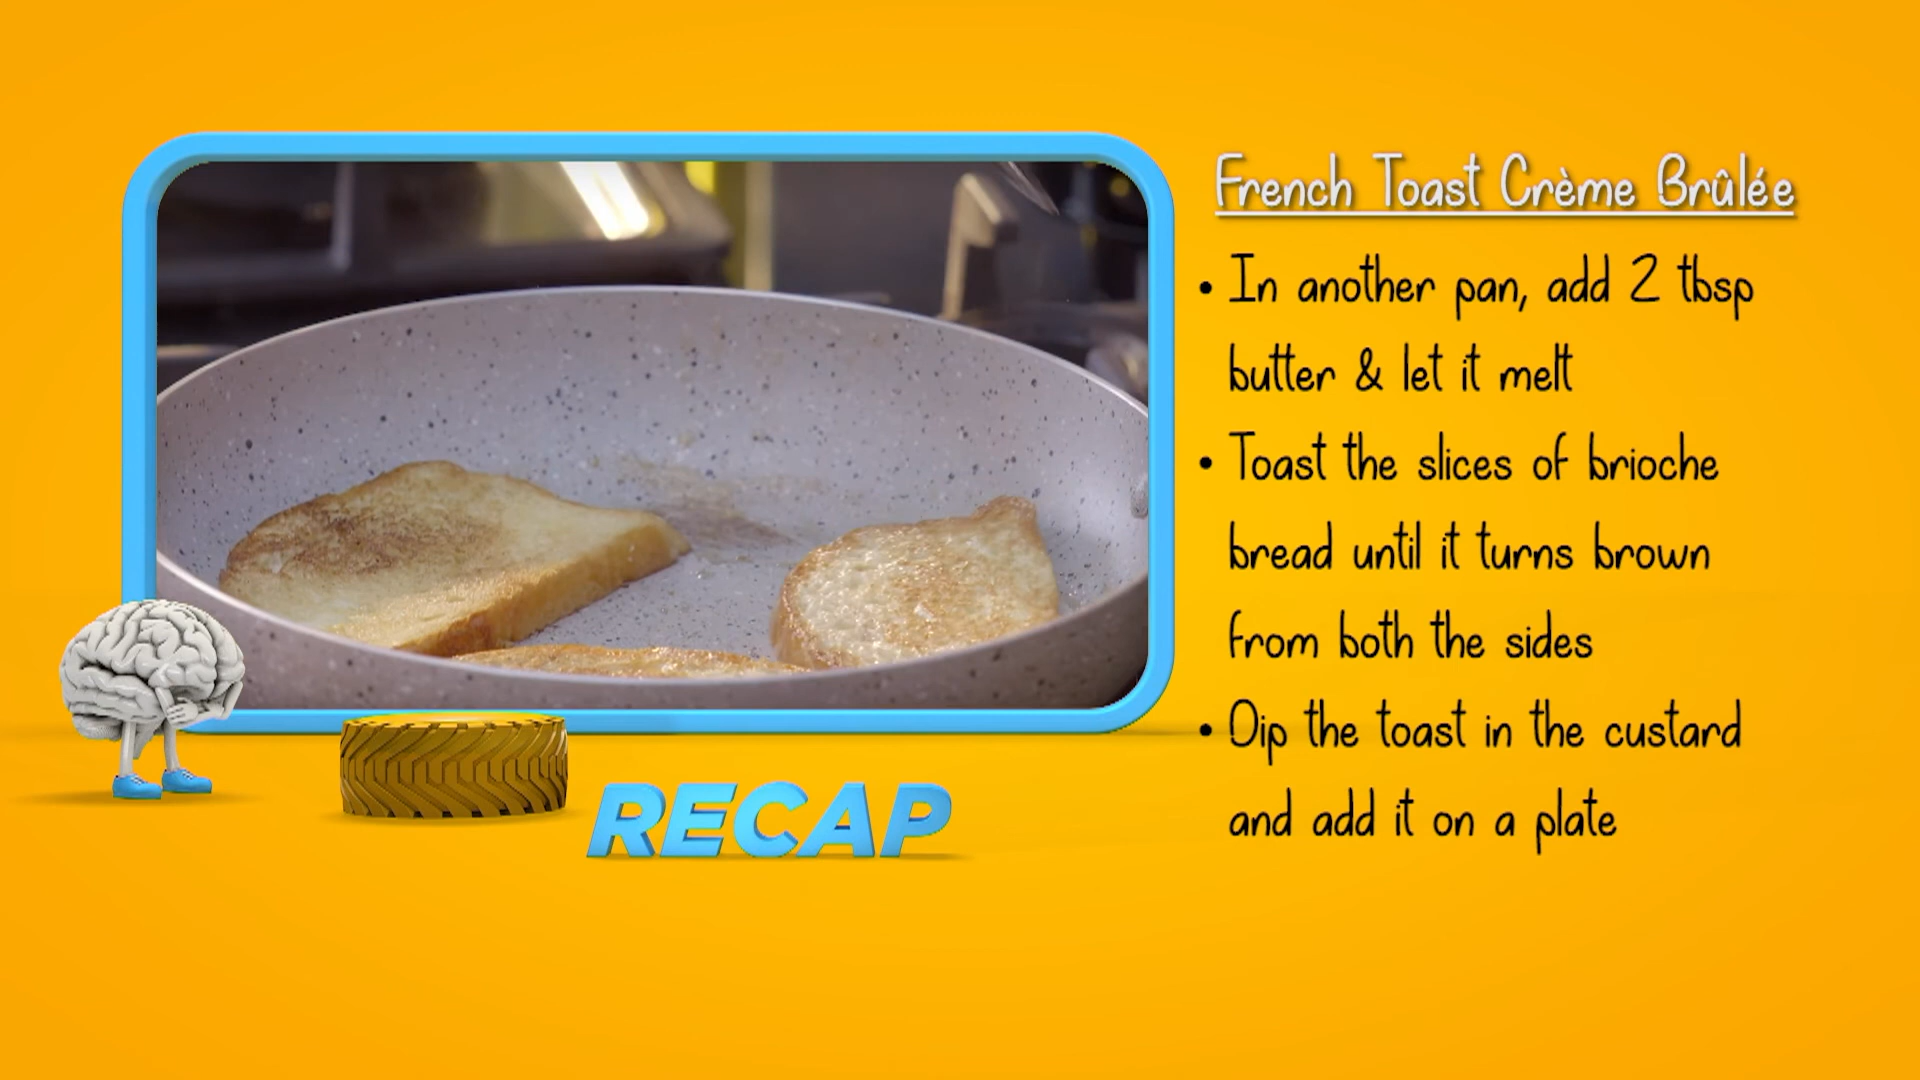 French Toast Crème Brûlée
• In another pan, add 2 tbsp
butter & let it melt
• Toast the slices of brioche
bread until it turns brown
from both the sides
• Dip the toast in the custard
and add it on a plate
RECAP